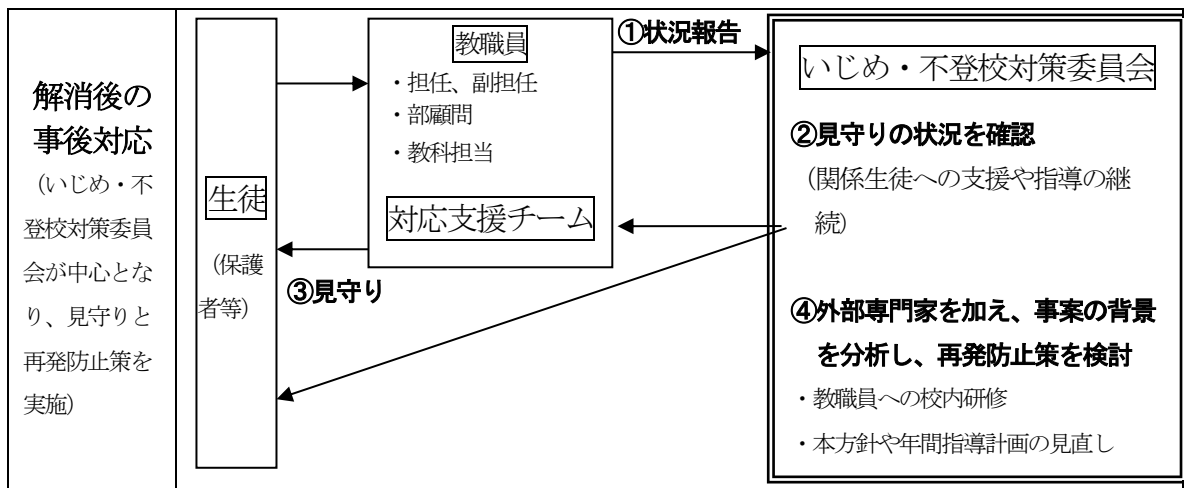 解消後の
事後対応
（いじめ・不
登校対策委員
会が中心とな
り、見守りと
再発防止策を
実施）
生徒
（保護
者等）
教職員
・担任、副担任
・部顧問
・教科担当
対応支援チーム
③見守り
①状況報告
いじめ・不登校対策委員会
②見守りの状況を確認
（関係生徒への支援や指導の継
続）
④外部専門家を加え、事案の背景
を分析し、再発防止策を検討
・教職員への校内研修
・本方針や年間指導計画の見直し